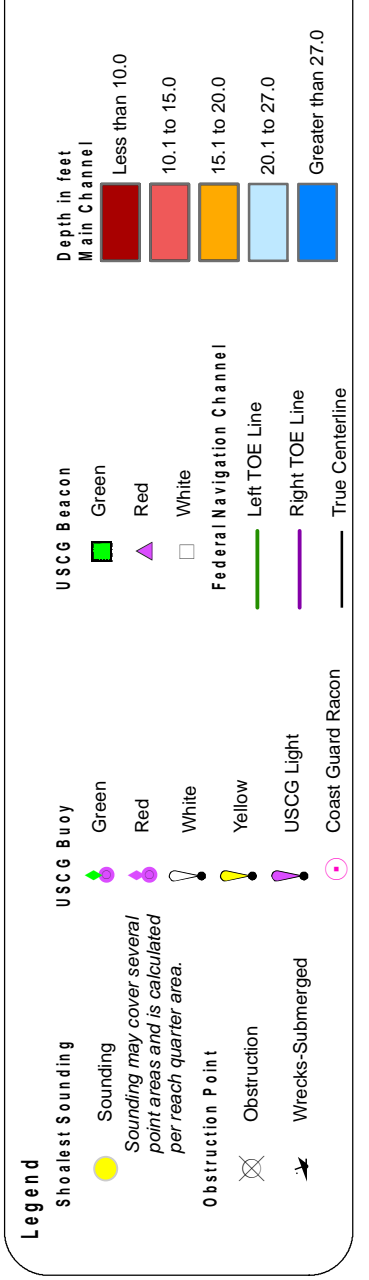 Legend
Shoalest Sounding
Sounding
Sounding may cover several
point areas and is calculated
per reach quarter area.
Obstruction Point
Obstruction
Wrecks-Submerged
USCG Buoy
Green
Red
White
Yellow
USCG Light
Coast Guard Racon
USCG Beacon
Green
Red
White
Federal Navigation Channel
Left TOE Line
Right TOE Line
True Centerline
Depth in feet
Main Channel
Less than 10.0
10.1 to 15.0
15.1 to 20.0
20.1 to 27.0
Greater than 27.0